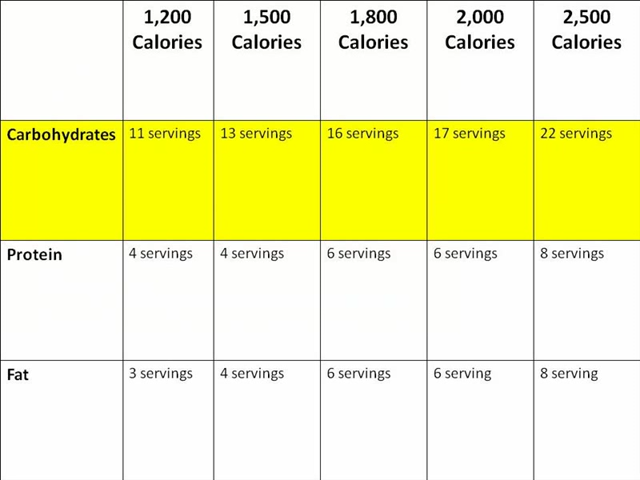 1,200 Calories
1,500 Calories
1,800 Calories
2,000 Calories
2,500 Calories
Carbohydrates 11 servings 13 servings 16 servings 17 servings 22 servings
Protein 4 servings 4 servings 6 servings 6 servings 8 servings
Fat 3 servings 4 servings 6 servings 6 serving 8 serving